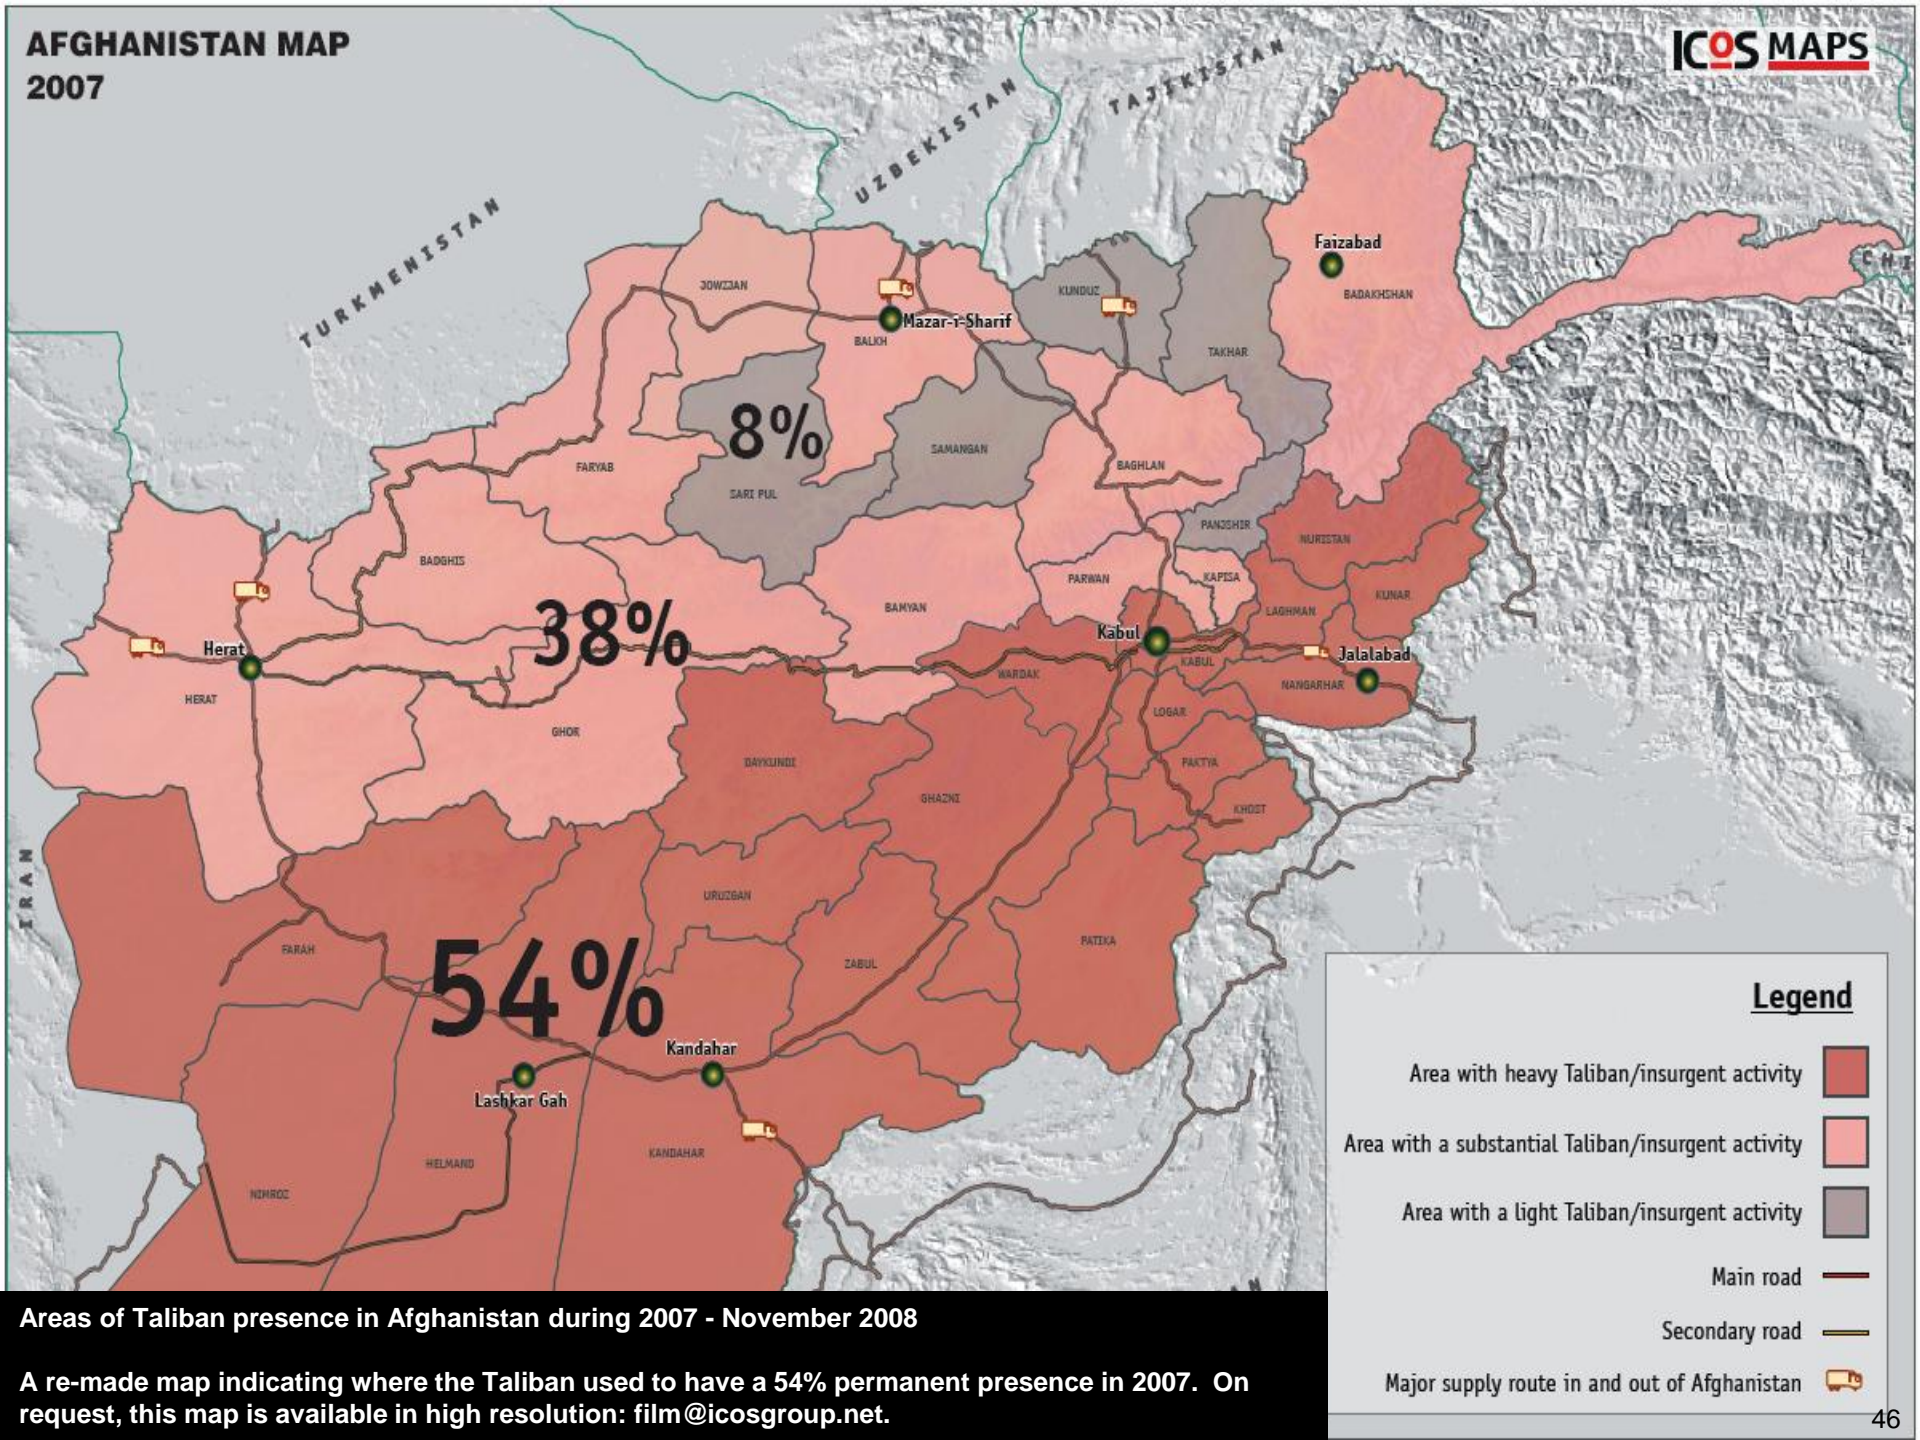 AFGHANISTAN MAP
2007
ICOS MAPS
TURKMENISTAN
UZBEKISTAN
TAJIKISTAN
CHI
IRAN
Faizabad
BADAKHSHAN
JOWZJAN
KUNDUZ
Mazar-i-Sharif
BALKH
TAKHAR
8%
SAMANGAN
FARYAB
BAGHLAN
SARI PUL
PANJSHIR
NURISTAN
BADGHIS
PARWAN
KAPISA
KUNAR
BAMYAN
LAGHMAN
38%
Kabul
Herat
Jalalabad
KABUL
WARDAK
NANGARHAR
HERAT
LOGAR
GHOR
DAYKUNDI
PAKTYA
GHAZNI
KHOST
URUZGAN
FARAH
PATIKA
ZABUL
54%
Kandahar
Lashkar Gah
KANDAHAR
HELMAND
NIMROZ
AN
Legend
Area with heavy Taliban/insurgent activity
Area with a substantial Taliban/insurgent activity
Area with a light Taliban/insurgent activity
Main road
Secondary road
Major supply route in and out of Afghanistan
Areas of Taliban presence in Afghanistan during 2007 - November 2008
A re-made map indicating where the Taliban used to have a 54% permanent presence in 2007. On
request, this map is available in high resolution: film@icosgroup.net.
46